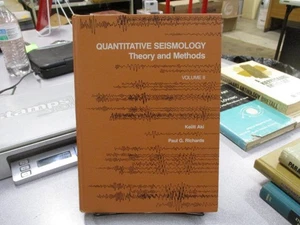 QUANTITATIVE SEISMOLOGY
Theory and Methods
VOLUME II
Keiiti Aki
Paul G. Richards